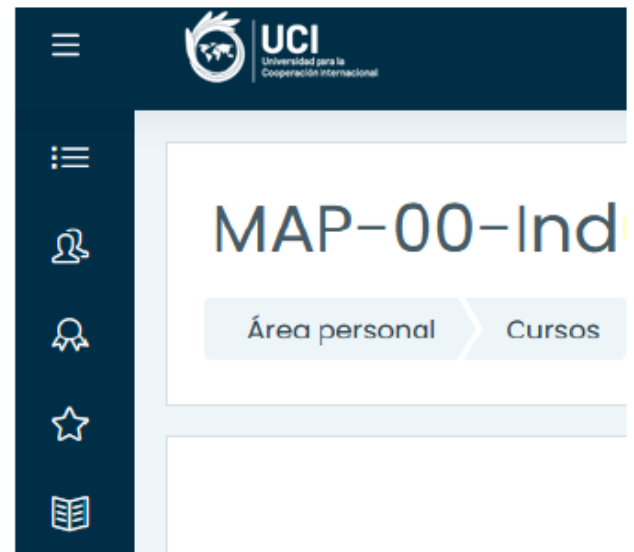 UCI
Universidad para la
Cooperación Internacional
MAP-00-Ind
Área personal
Cursos